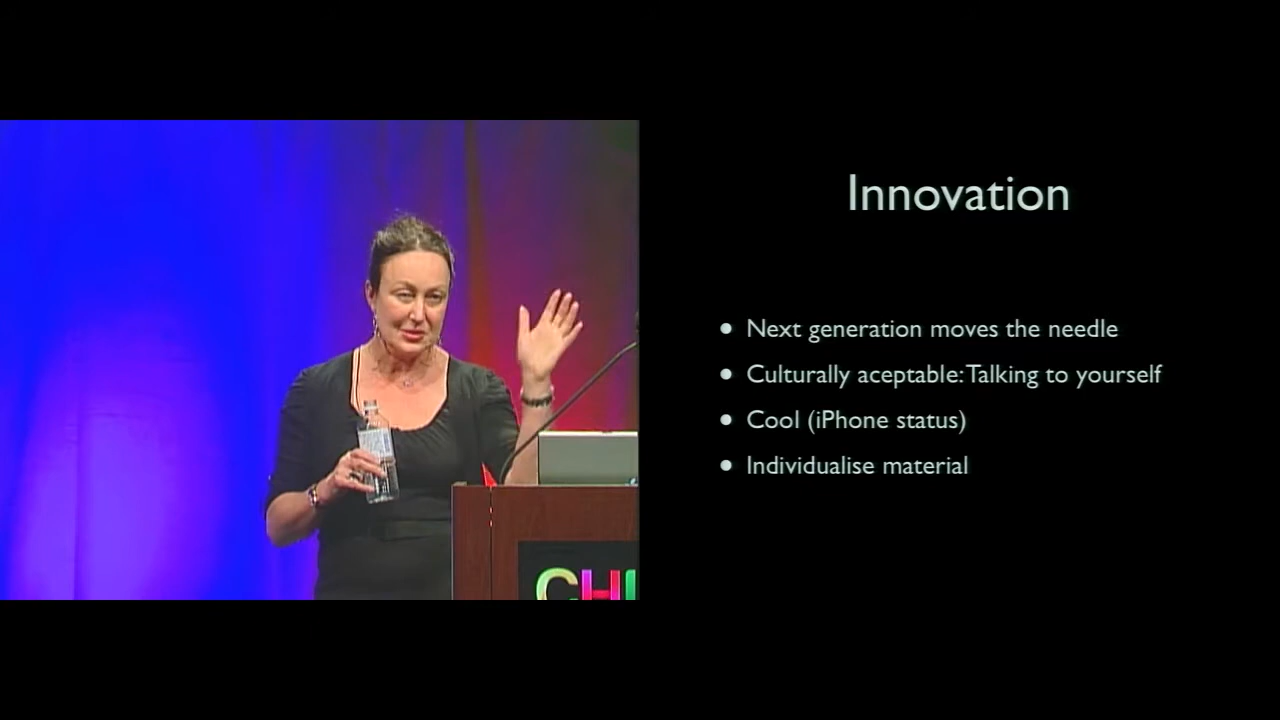 Innovation
• Next generation moves the needle
• Culturally aceptable: Talking to yourself
• Cool (iPhone status)
• Individualise material
CHI